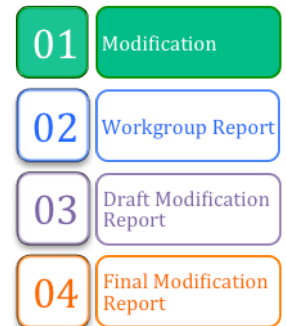 01 Modification
02 Workgroup Report
03 Draft Modification
Report
04 Final Modification
Report